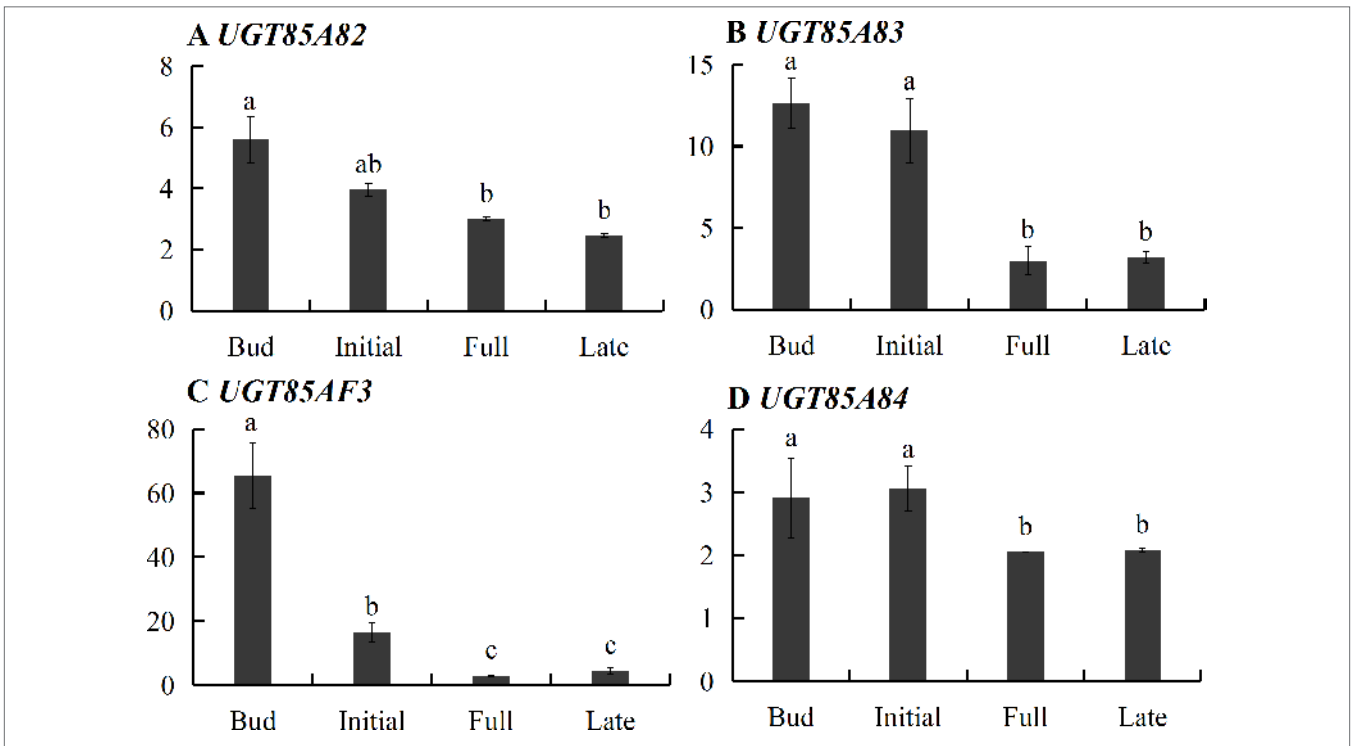 A UGT85A82
8
6
4
2
0
a
ab
b
b
Bud Initial Full Late
B UGT85A83
15
10
5
0
a
a
b
b
Bud Initial Full Late
C UGT85AF3
80
60
40
20
0
a
b
c
c
Bud Initial Full Late
D UGT85A84
4
3
2
1
0
a
a
b
b
Bud Initial Full Late